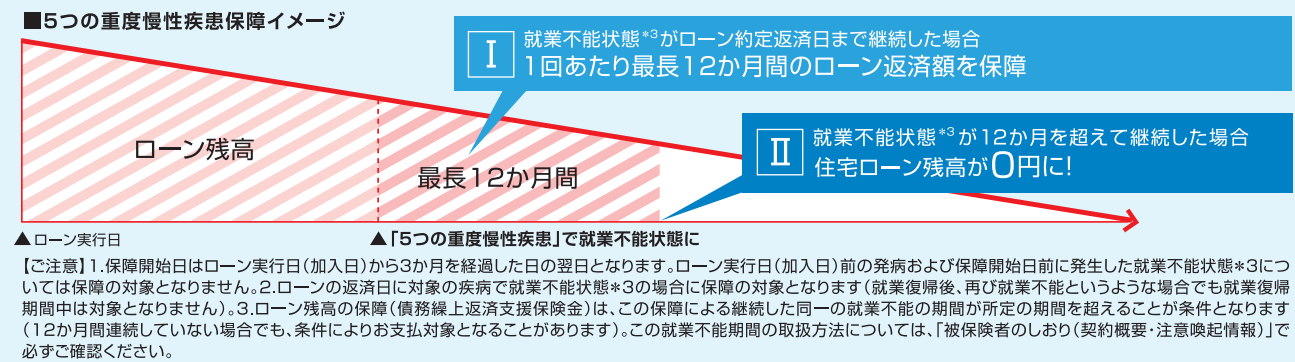 ■5つの重度慢性疾患保障イメージ
Ⅰ
就業不能状態*3がローン約定返済日まで継続した場合
1回あたり最長12か月間のローン返済額を保障
Ⅱ
就業不能状態*3が12か月を超えて継続した場合
住宅ローン残高が0円に!
ローン残高
最長12か月間
▲ローン実行日
▲「5つの重度慢性疾患」で就業不能状態に
【ご注意】1.保障開始日はローン実行日(加入日)から3か月を経過した日の翌日となります。ローン実行日(加入日)前の発病および保障開始日前に発生した就業不能状態*3につ
いては保障の対象となりません。2.ローンの返済日に対象の疾病で就業不能状態*3の場合に保障の対象となります(就業復帰後、再び就業不能というような場合でも就業復帰
期間中は対象となりません)。3.ローン残高の保障(債務繰上返済支援保険金)は、この保障による継続した同一の就業不能の期間が所定の期間を超えることが条件となります
(12か月間連続していない場合でも、条件によりお支払対象となることがあります)。この就業不能期間の取扱方法については、「被保険者のしおり(契約概要・注意喚起情報)」で
必ずご確認ください。